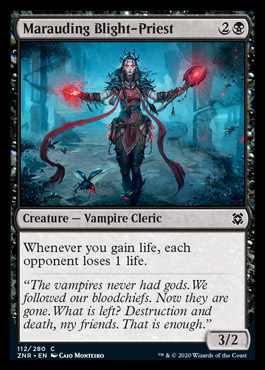 Marauding Blight-Priest 2
Creature — Vampire Cleric
Whenever you gain life, each
opponent loses 1 life.
"The vampires never had gods. We
followed our bloodchiefs. Now they are
gone. What is left? Destruction and
death, my friends. That is enough."
3/2
112/280 C
ZNR • EN Caio Monteiro
™ & © 2020 Wizards of the Coast